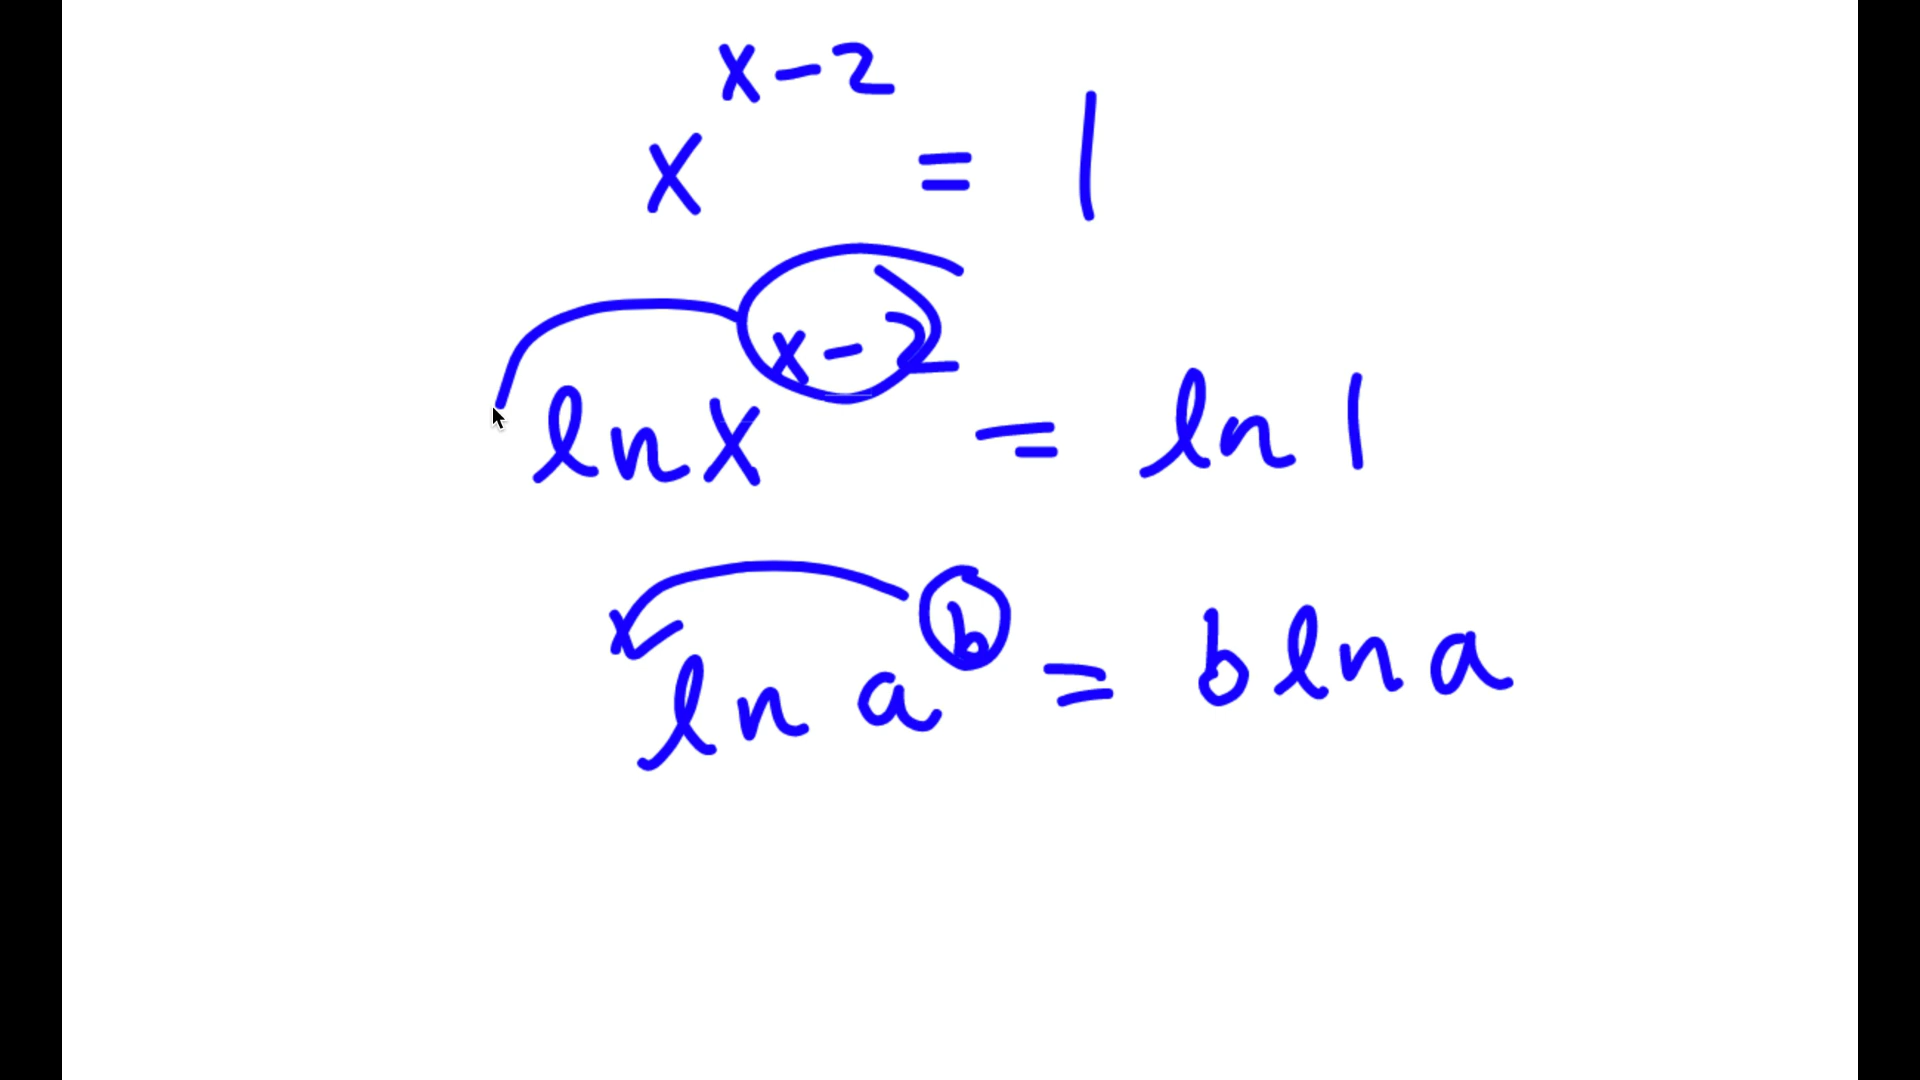 x^{x-2} = 1
ln x^{x-2} = ln 1
ln a^b = b ln a